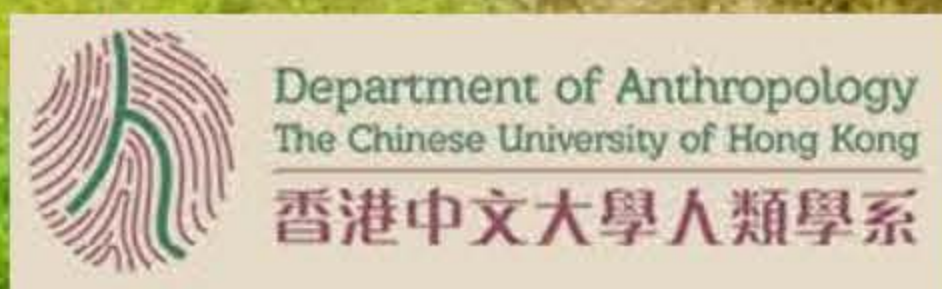 Department of Anthropology
The Chinese University of Hong Kong
香港中文大學人類學系